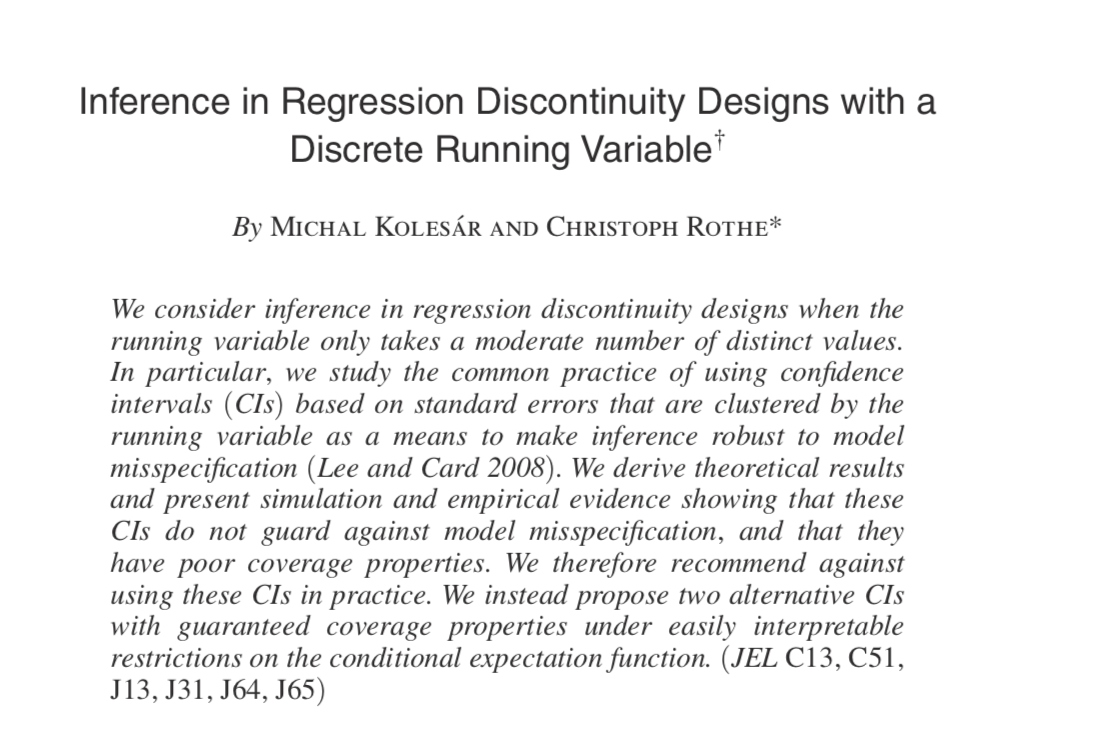 Inference in Regression Discontinuity Designs with a
Discrete Running Variable†
By Michal Kolesár and Christoph Rothe*
We consider inference in regression discontinuity designs when the
running variable only takes a moderate number of distinct values.
In particular, we study the common practice of using confidence
intervals (CIs) based on standard errors that are clustered by the
running variable as a means to make inference robust to model
misspecification (Lee and Card 2008). We derive theoretical results
and present simulation and empirical evidence showing that these
CIs do not guard against model misspecification, and that they
have poor coverage properties. We therefore recommend against
using these CIs in practice. We instead propose two alternative CIs
with guaranteed coverage properties under easily interpretable
restrictions on the conditional expectation function. (JEL C13, C51,
J13, J31, J64, J65)